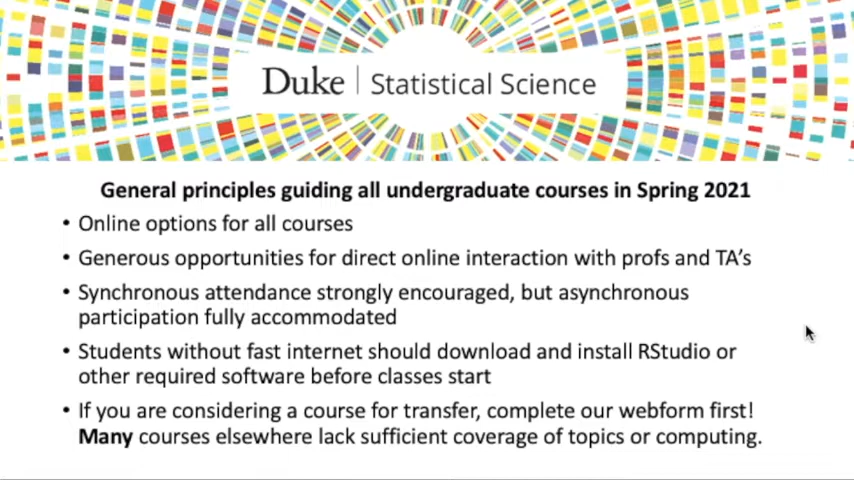 Duke | Statistical Science
General principles guiding all undergraduate courses in Spring 2021
• Online options for all courses
• Generous opportunities for direct online interaction with profs and TA's
• Synchronous attendance strongly encouraged, but asynchronous
participation fully accommodated
• Students without fast internet should download and install RStudio or
other required software before classes start
• If you are considering a course for transfer, complete our webform first!
Many courses elsewhere lack sufficient coverage of topics or computing.